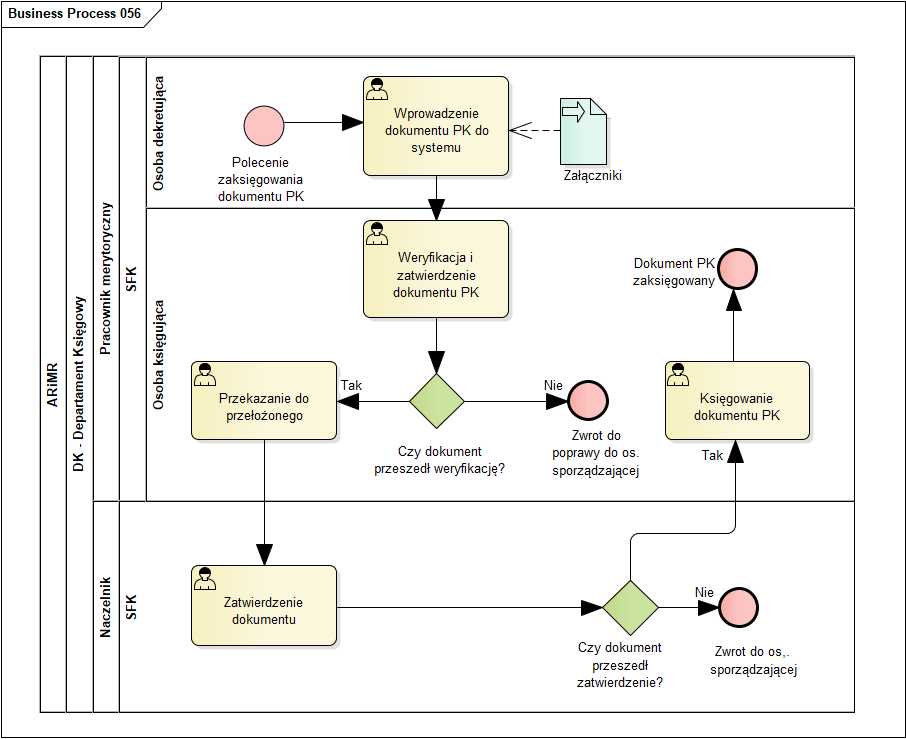 Business Process 056
ARiMR
DK - Departament Księgowy
Pracownik merytoryczny
SFK
Osoba dekretująca
Polecenie
zaksięgowania
dokumentu PK
Wprowadzenie
dokumentu PK do
systemu
Załączniki
Osoba księgująca
Weryfikacja i
zatwierdzenie
dokumentu PK
Dokument PK
zaksięgowany
Przekazanie do
przełożonego
Tak
Czy dokument
przeszedł weryfikację?
Nie
Zwrot do
poprawy do os.
sporządzającej
Księgowanie
dokumentu PK
Tak
Naczelnik
SFK
Zatwierdzenie
dokumentu
Czy dokument
przeszedł
zatwierdzenie?
Nie
Zwrot do os,.
sporządzającej